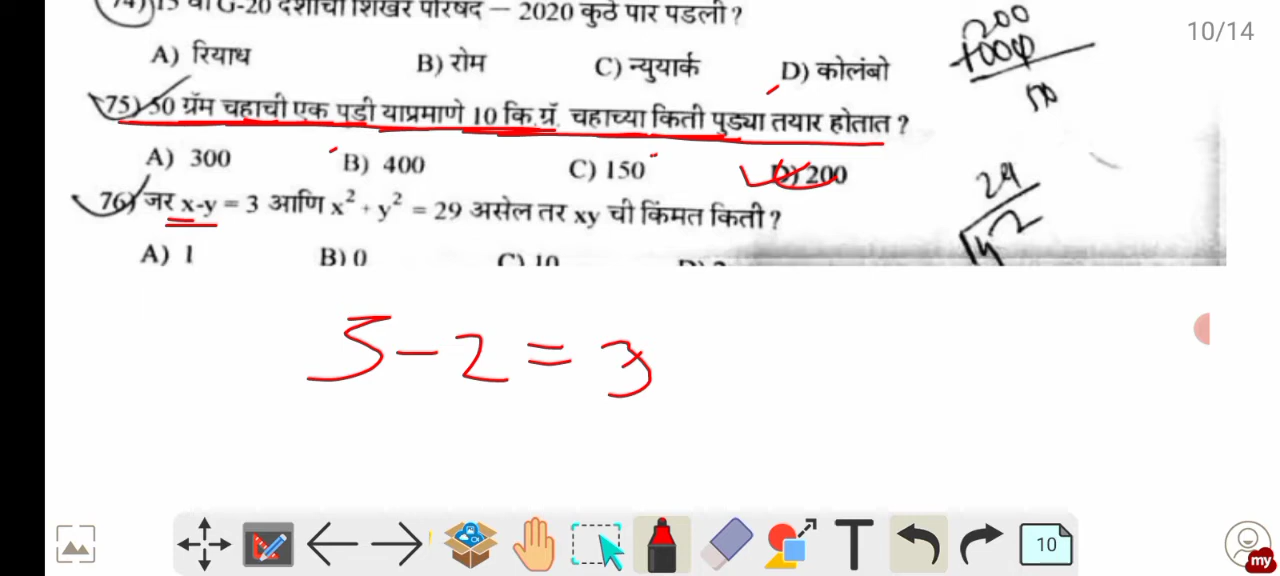 74) 15 वी G-20 देशांची शिखर परिषद – 2020 कुठे पार पडली ?
A) रियाध B) रोम C) न्युयार्क D) कोलंबो
75) 50 ग्रॅम चहाची एक पुडी याप्रमाणे 10 कि.ग्रॅ. चहाच्या किती पुड्या तयार होतात ?
A) 300 B) 400 C) 150 D) 200
76) जर x-y = 3 आणि x² + y² = 29 असेल तर xy ची किंमत किती ?
A) 1 B) 0 C) 10
5 - 2 = 3
10/14
200
10
my